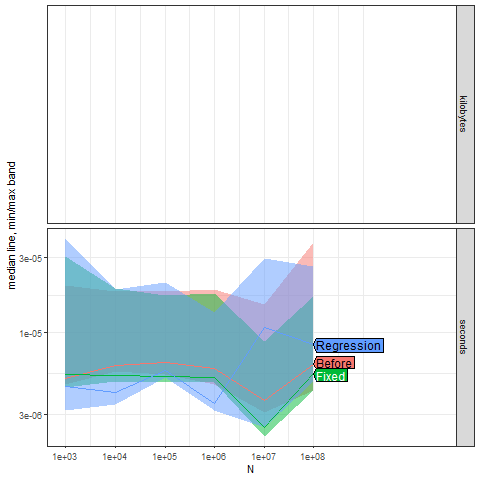 kilobytes
median line, min/max band
3e-05
1e-05
3e-06
seconds
Regression
Before
Fixed
1e+03 1e+04 1e+05 1e+06 1e+07 1e+08
N